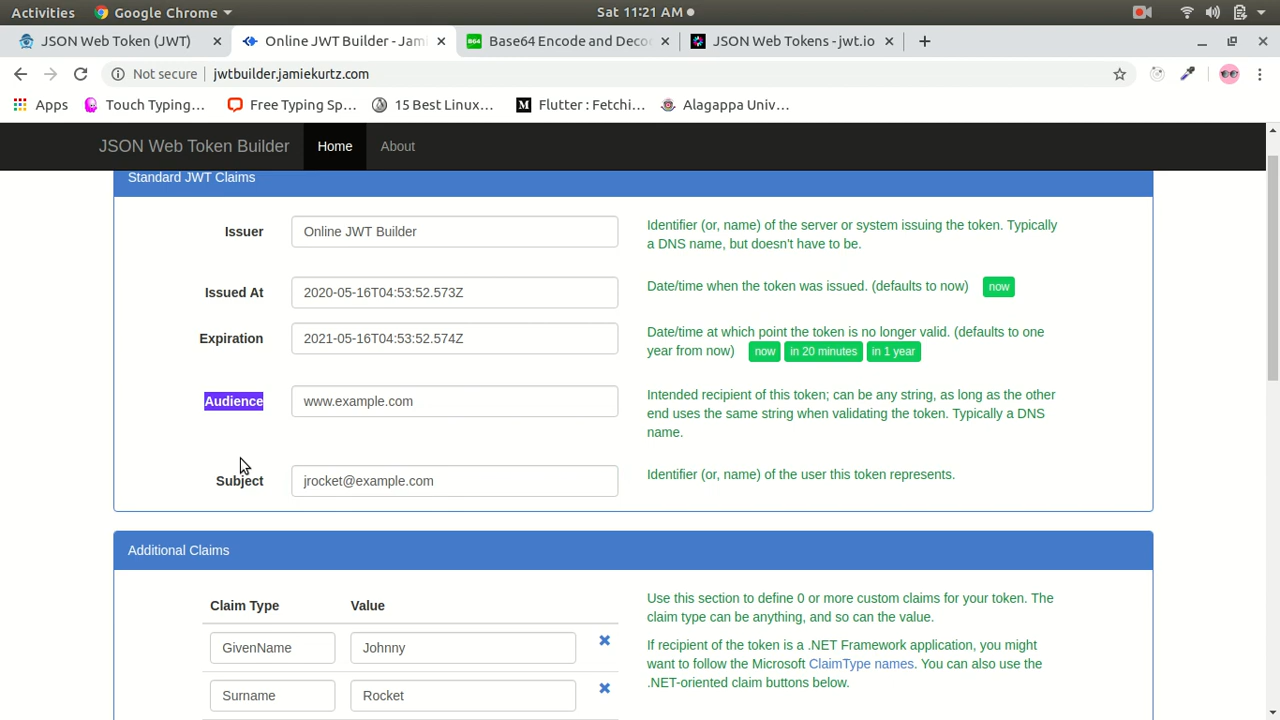 Activities
Google Chrome
Sat 11:21 AM
JSON Web Token (JWT)
Online JWT Builder - Jami
B64
Base64 Encode and Deco
JSON Web Tokens - jwt.io
Not secure
jwtbuilder.jamiekurtz.com
Apps
Touch Typing...
Free Typing Sp...
15 Best Linux...
M
Flutter : Fetchi...
Alagappa Univ...
JSON Web Token Builder
Home
About
Standard JWT Claims
Issuer
Online JWT Builder
Identifier (or, name) of the server or system issuing the token. Typically
a DNS name, but doesn't have to be.
Issued At
2020-05-16T04:53:52.573Z
Date/time when the token was issued. (defaults to now) now
Expiration
2021-05-16T04:53:52.574Z
Date/time at which point the token is no longer valid. (defaults to one
year from now) now in 20 minutes in 1 year
Audience
www.example.com
Intended recipient of this token; can be any string, as long as the other
end uses the same string when validating the token. Typically a DNS
name.
Subject
jrocket@example.com
Identifier (or, name) of the user this token represents.
Additional Claims
Claim Type
Value
GivenName
Johnny
Surname
Rocket
Use this section to define 0 or more custom claims for your token. The
claim type can be anything, and so can the value.
If recipient of the token is a .NET Framework application, you might
want to follow the Microsoft ClaimType names. You can also use the
.NET-oriented claim buttons below.